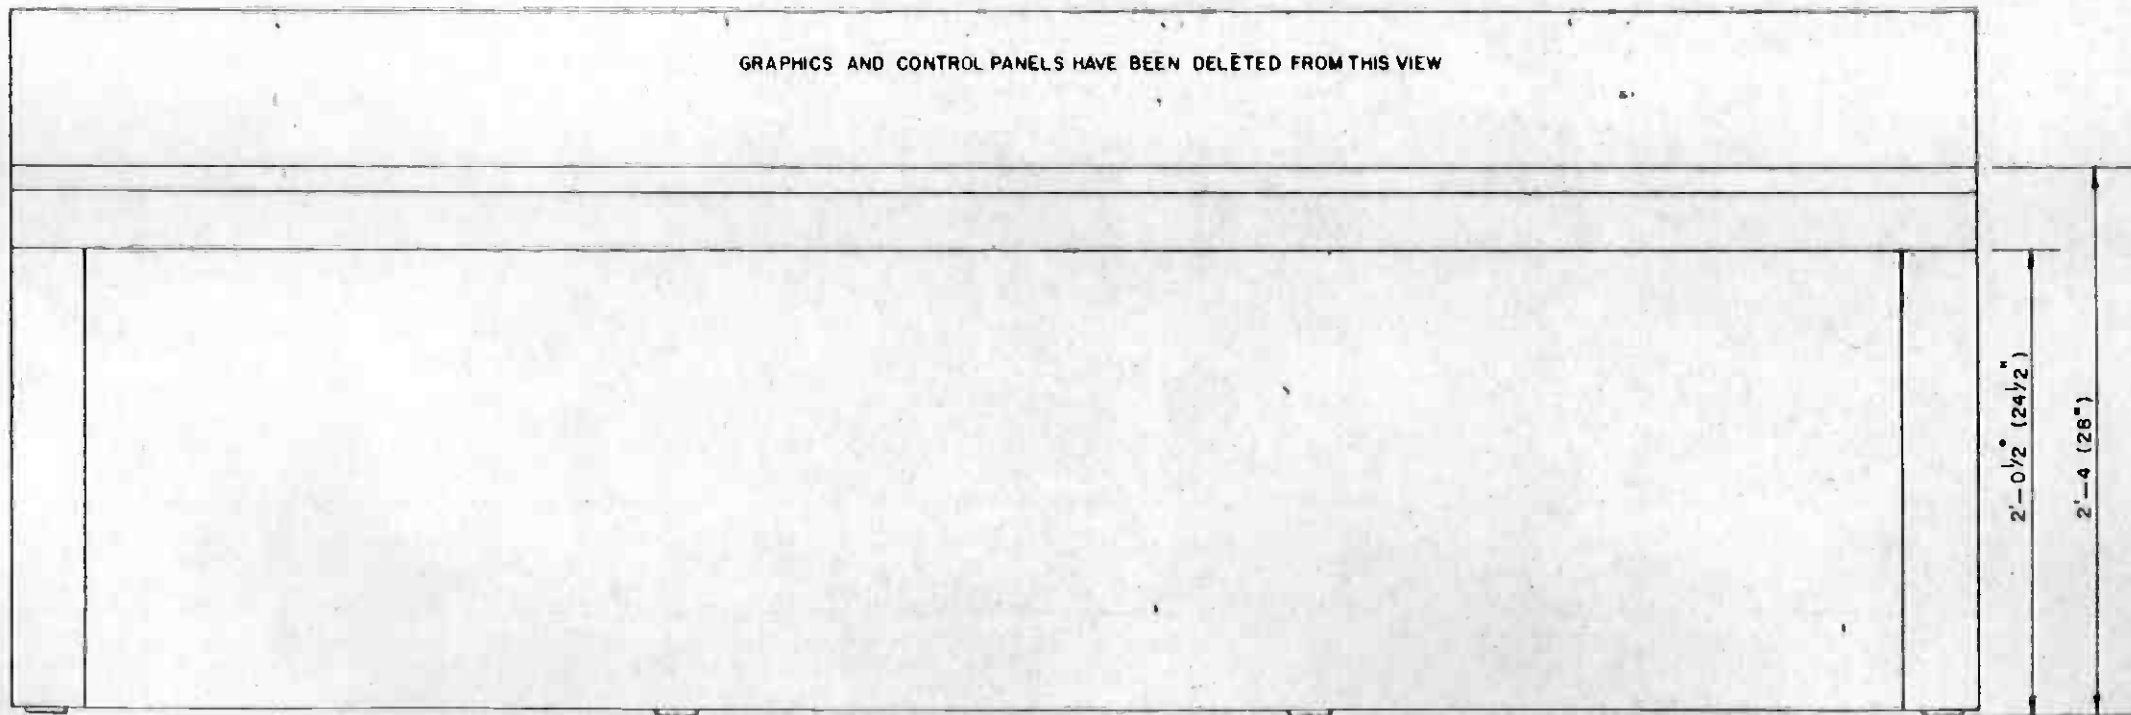 GRAPHICS AND CONTROL PANELS HAVE BEEN DELETED FROM THIS VIEW
2'-0½" (24½")
2'-4 (28")